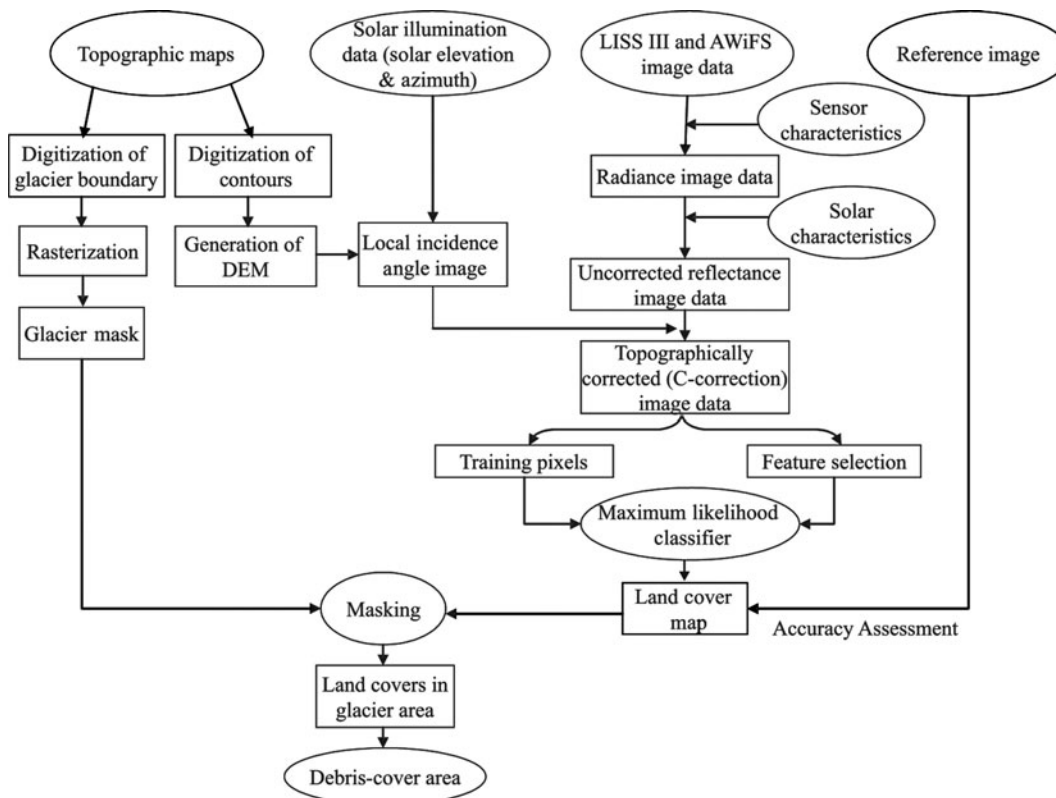 Topographic maps
Solar illumination
data (solar elevation
& azimuth)
LISS III and AWiFS
image data
Reference image
Sensor
characteristics
Digitization of
glacier boundary
Digitization of
contours
Radiance image data
Solar
characteristics
Rasterization
Generation of
DEM
Local incidence
angle image
Uncorrected reflectance
image data
Glacier mask
Topographically
corrected (C-correction)
image data
Training pixels
Feature selection
Maximum likelihood
classifier
Masking
Land cover
map
Accuracy Assessment
Land covers in
glacier area
Debris-cover area